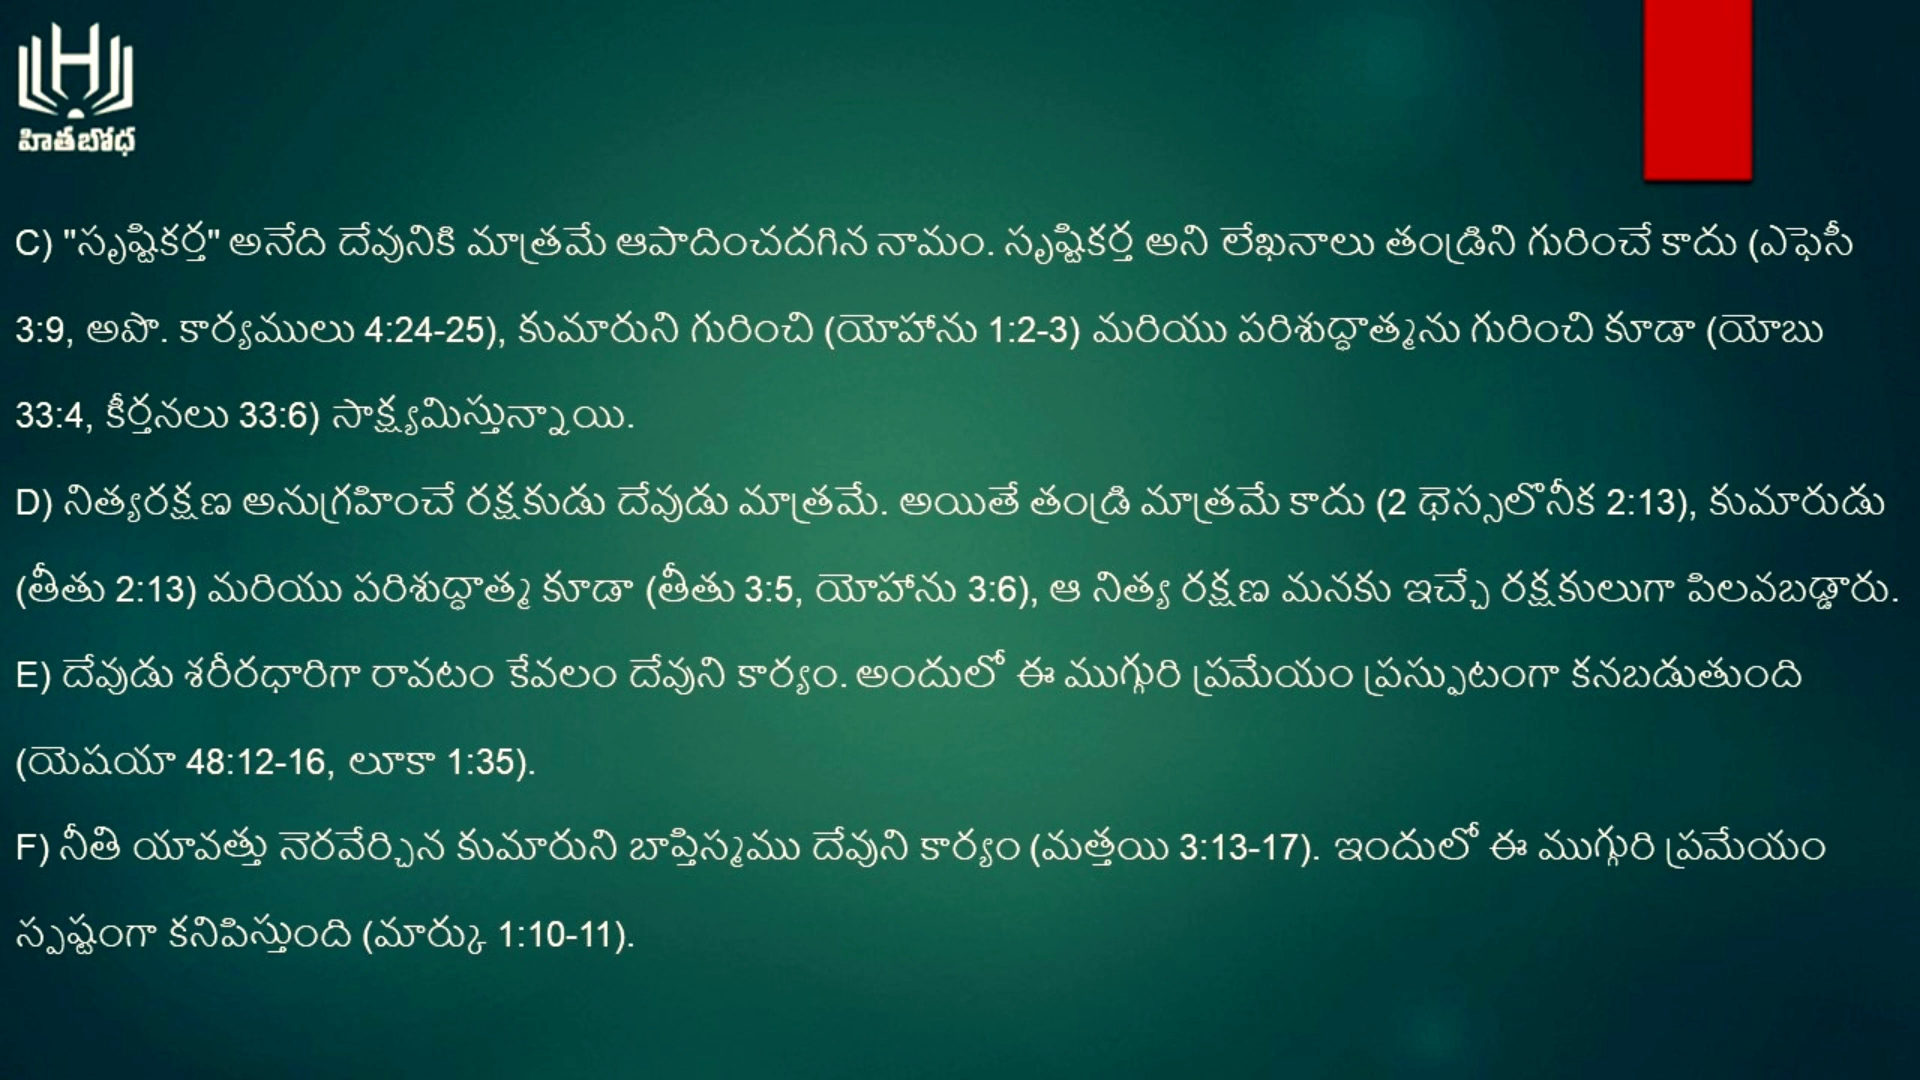 హితబోధ
C) "సృష్టికర్త" అనేది దేవునికి మాత్రమే ఆపాదించదగిన నామం. సృష్టికర్త అని లేఖనాలు తండ్రిని గురించే కాదు (ఎఫెసీ
3:9, అపొ. కార్యములు 4:24-25), కుమారుని గురించి (యోహాను 1:2-3) మరియు పరిశుద్ధాత్మను గురించి కూడా (యోబు
33:4, కీర్తనలు 33:6) సాక్ష్యమిస్తున్నాయి.
D) నిత్యరక్షణ అనుగ్రహించే రక్షకుడు దేవుడు మాత్రమే. అయితే తండ్రి మాత్రమే కాదు (2 థెస్సలొనీక 2:13), కుమారుడు
(తీతు 2:13) మరియు పరిశుద్ధాత్మ కూడా (తీతు 3:5, యోహాను 3:6), ఆ నిత్య రక్షణ మనకు ఇచ్చే రక్షకులుగా పిలవబడ్డారు.
E) దేవుడు శరీరధారిగా రావటం కేవలం దేవుని కార్యం. అందులో ఈ ముగ్గురి ప్రమేయం ప్రస్పుటంగా కనబడుతుంది
(యెషయా 48:12-16, లూకా 1:35).
F) నీతి యావత్తు నెరవేర్చిన కుమారుని బాప్తిస్మము దేవుని కార్యం (మత్తయి 3:13-17). ఇందులో ఈ ముగ్గురి ప్రమేయం
స్పష్టంగా కనిపిస్తుంది (మార్కు 1:10-11).